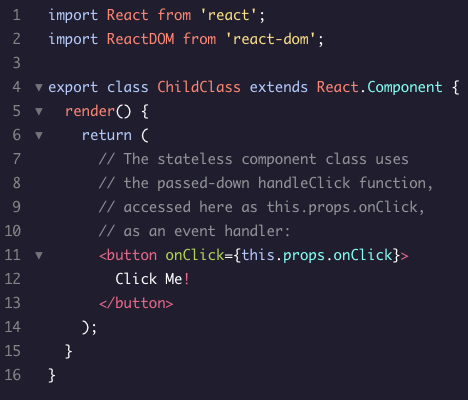 1 import React from 'react';
2 import ReactDOM from 'react-dom';
3
4 export class ChildClass extends React.Component {
5   render() {
6     return (
7       // The stateless component class uses
8       // the passed-down handleClick function,
9       // accessed here as this.props.onClick,
10       // as an event handler:
11       <button onClick={this.props.onClick}>
12         Click Me!
13       </button>
14     );
15   }
16 }